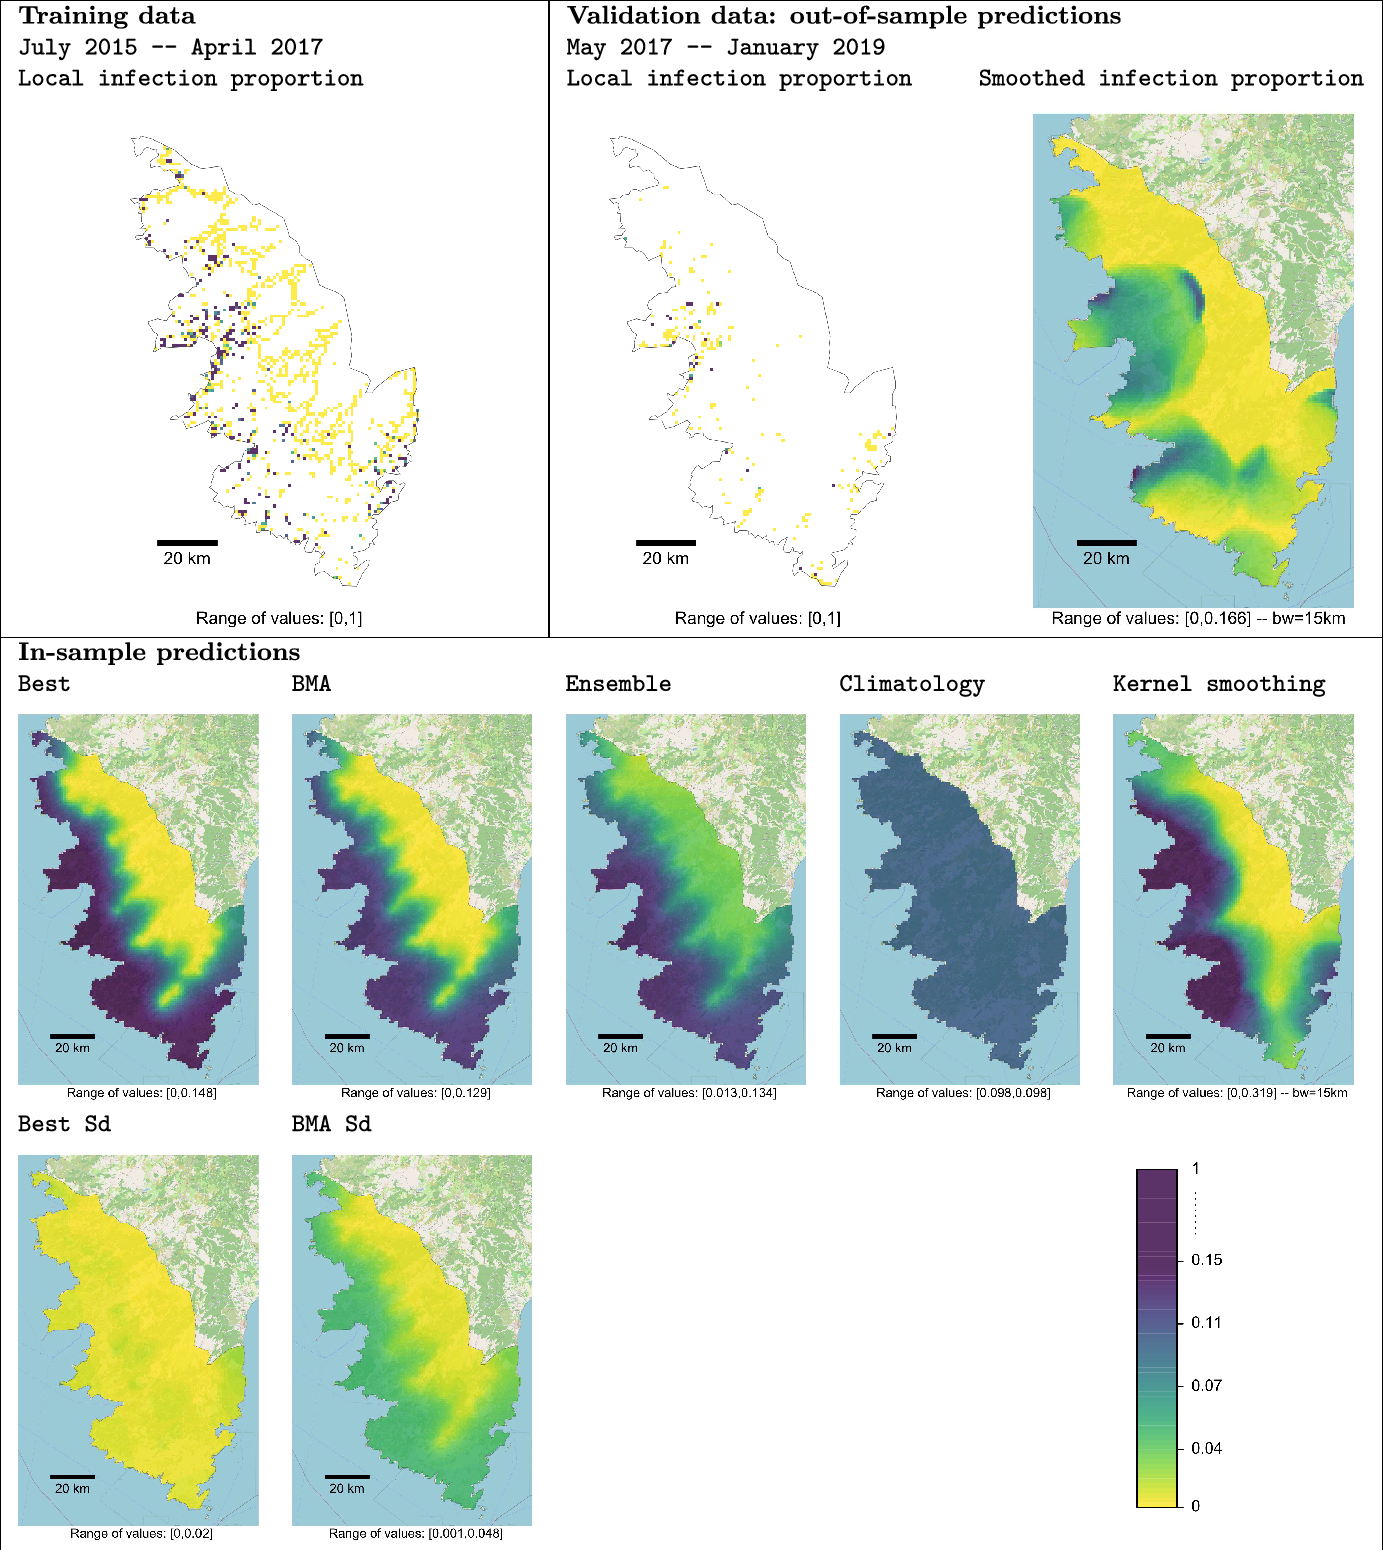 Training data
July 2015 -- April 2017
Local infection proportion
20 km
Range of values: [0,1]
Validation data: out-of-sample predictions
May 2017 -- January 2019
Local infection proportion
Smoothed infection proportion
20 km
20 km
Range of values: [0,1]
Range of values: [0,0.166] -- bw=15km
In-sample predictions
Best
BMA
Ensemble
Climatology
Kernel smoothing
20 km
20 km
20 km
20 km
20 km
Range of values: [0,0.148]
Range of values: [0,0.129]
Range of values: [0.013,0.134]
Range of values: [0.098,0.098]
Range of values: [0,0.319] -- bw=15km
Best Sd
BMA Sd
20 km
20 km
Range of values: [0,0.02]
Range of values: [0.001,0.048]
1
0.15
0.11
0.07
0.04
0